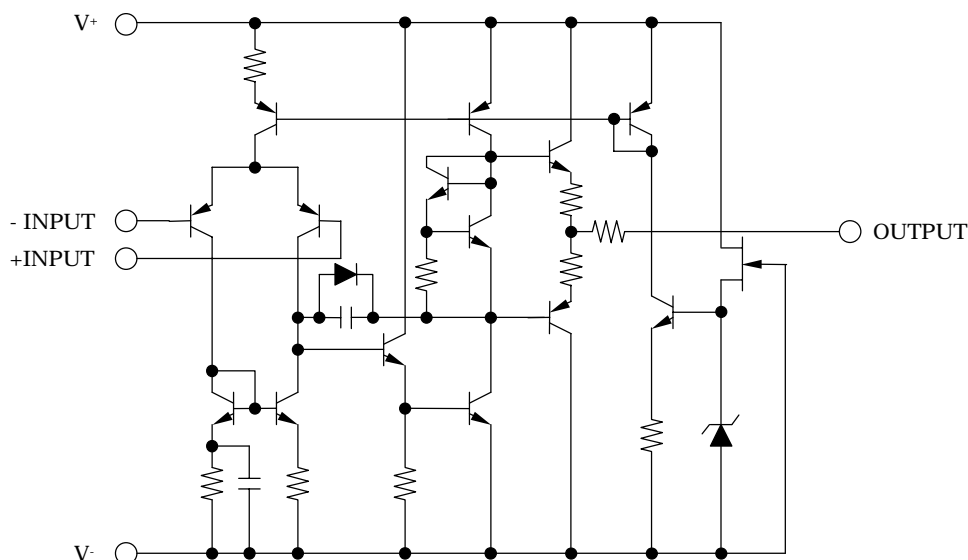 V+
- INPUT
+INPUT
OUTPUT
V-